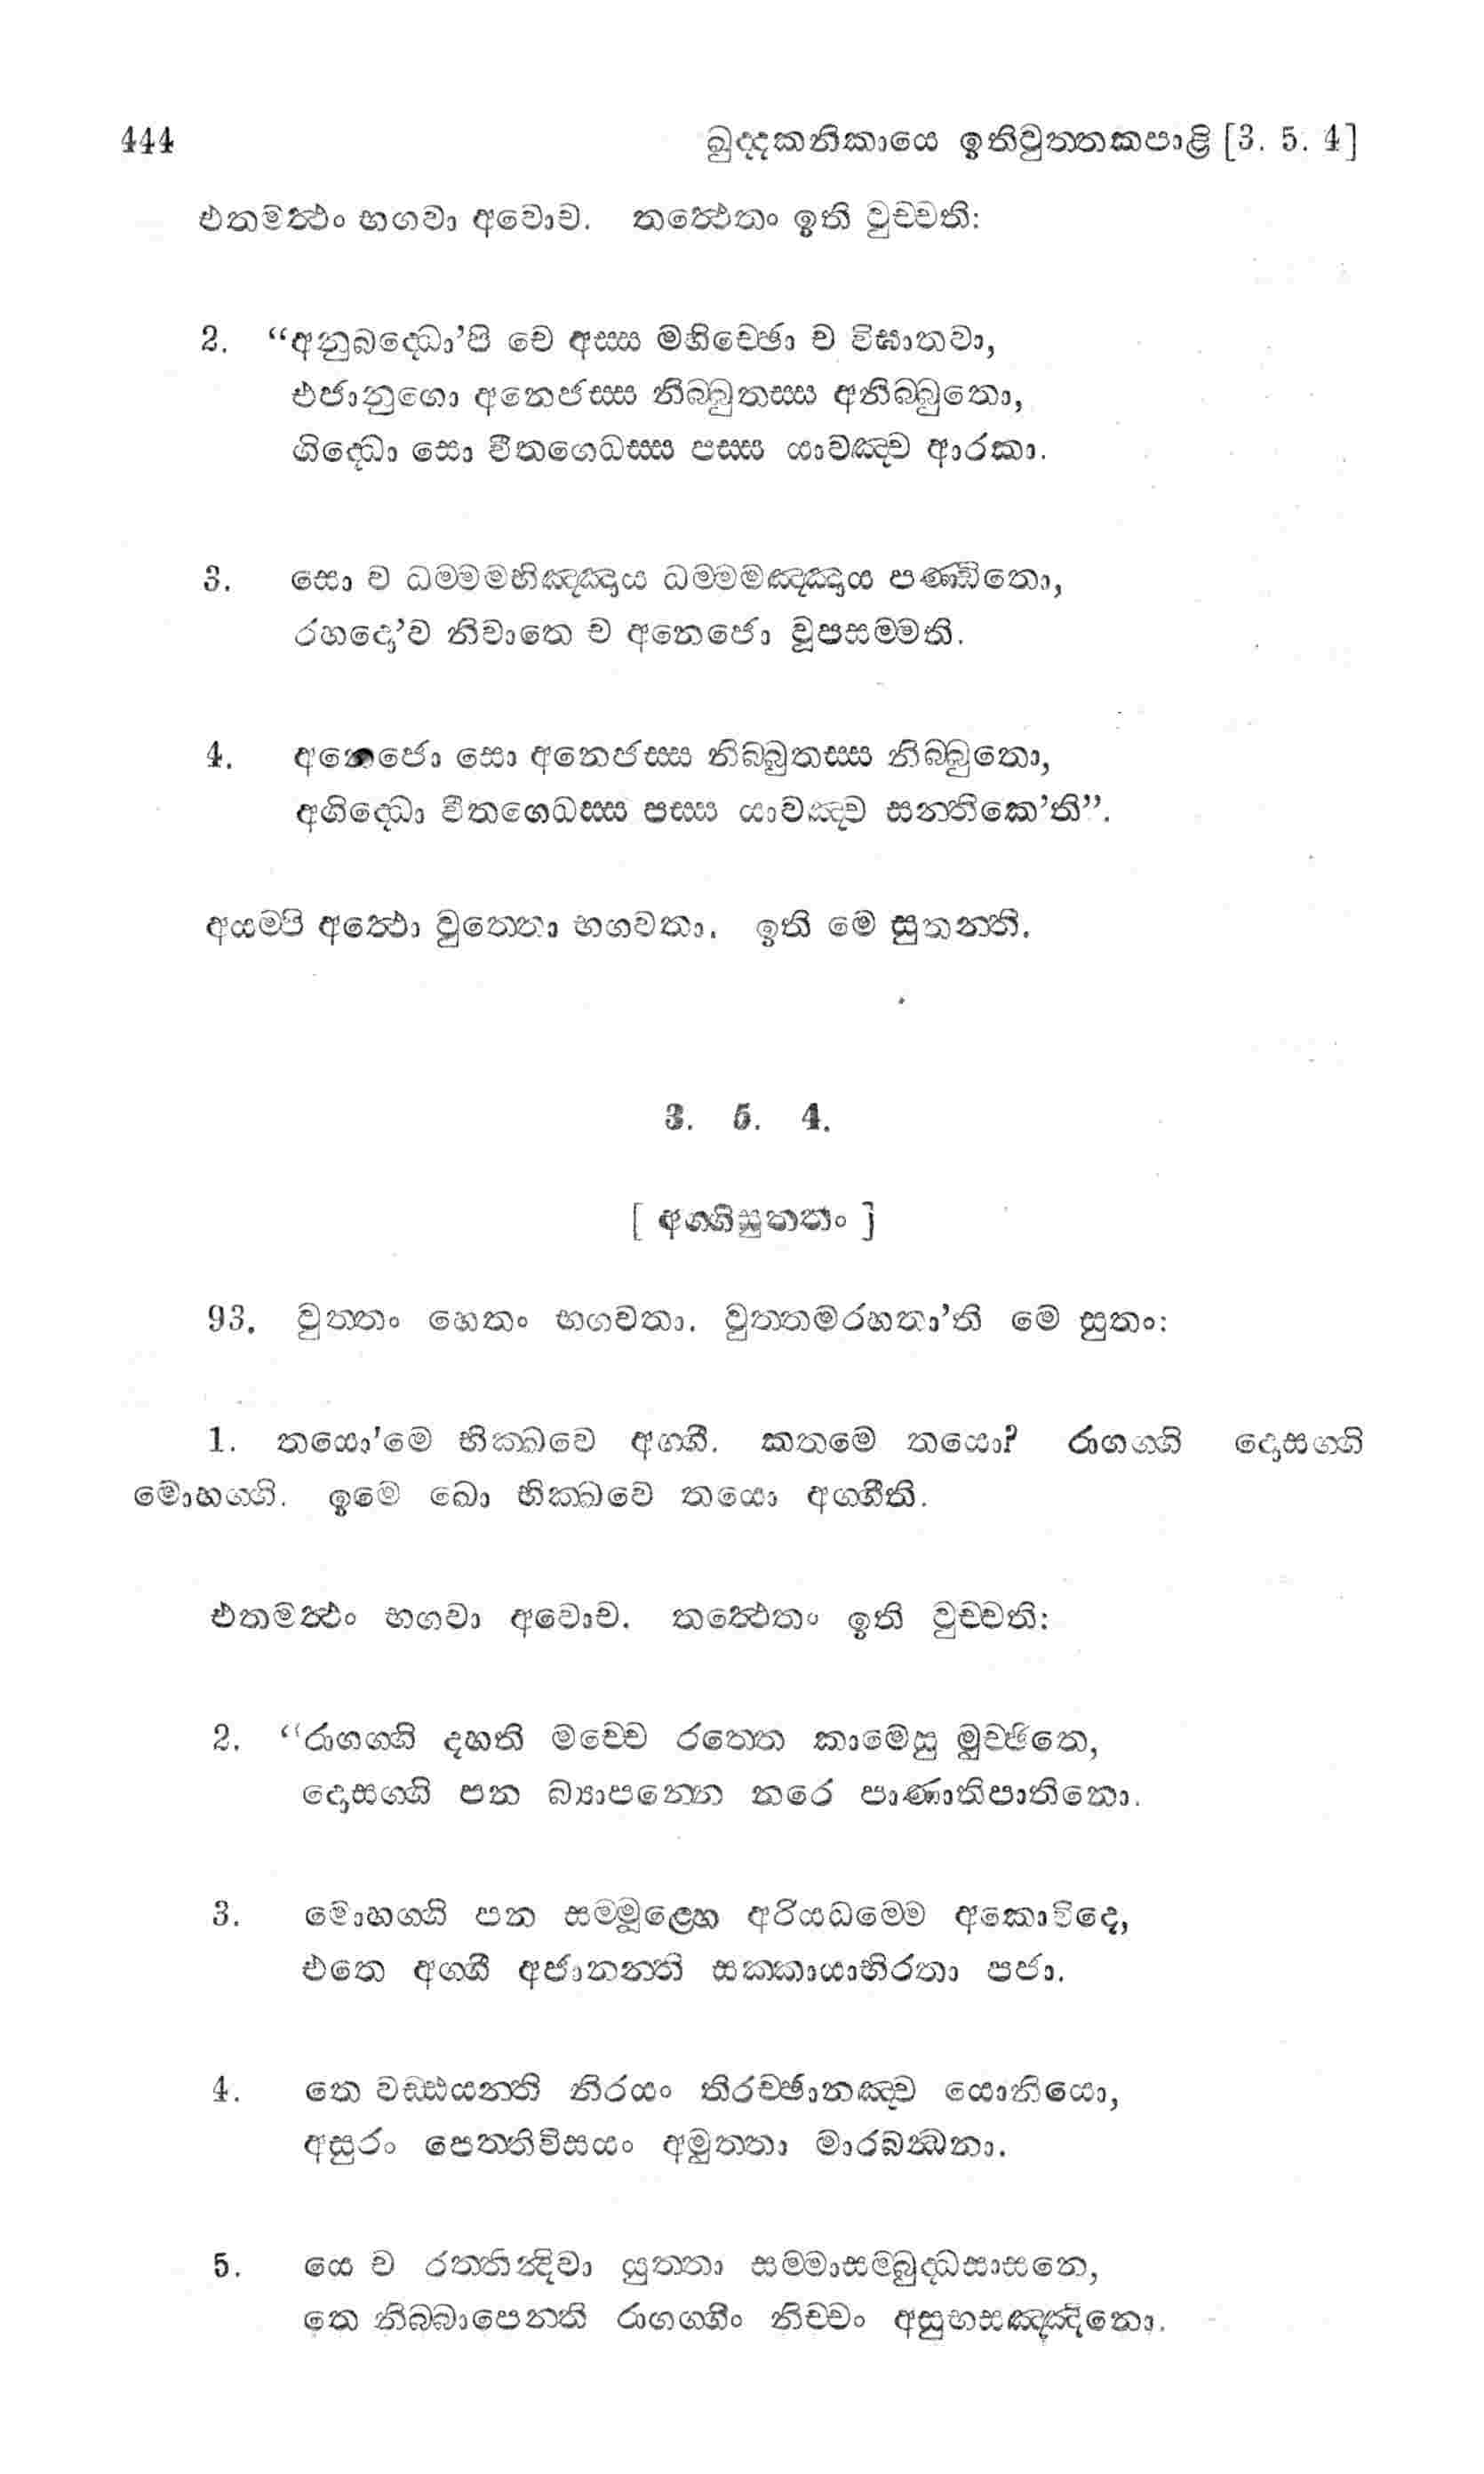 444 ඛුද්දකනිකායෙ ඉතිවුත්තකපාළි [3. 5. 4]
එතමත්ථං භගවා අවොච. තත්ථෙතං ඉති වුච්චති:
2. “අනුබද්ධො’පි චෙ අස්ස මහිච්ඡො ච විඝාතවා,
එජානුගො අනෙජස්ස නිබ්බුතස්ස අනිබ්බුතො,
ගිද්ධො සො වීතගෙධස්ස පස්ස යාවඤ්ච ආරකා.
3. සො ච ධම්මමභිඤ්ඤාය ධම්මමඤ්ඤාය පණ්ඩිතො,
රහදො’ව නිවාතෙ ච අනෙජො වූපසම්මති.
4. අනෙජො සො අනෙජස්ස නිබ්බුතස්ස නිබ්බුතො,
අගිද්ධො වීතගෙධස්ස පස්ස යාවඤ්ච සන්තිකෙ’ති”.
අයම්පි අත්ථො වුත්තො භගවතා. ඉති මෙ සුතන්ති.
3. 5. 4.
[ අග්ගිසුත්තං ]
93. වුත්තං හෙතං භගවතා. වුත්තමරහතා’ති මෙ සුතං:
1. තයො’මෙ භික්ඛවෙ අග්ගී. කතමෙ තයො? රාගග්ගි දොසග්ගි
මොහග්ගි. ඉමෙ ඛො භික්ඛවෙ තයො අග්ගීති.
එතමත්ථං භගවා අවොච. තත්ථෙතං ඉති වුච්චති:
2. “රාගග්ගි දහති මච්චෙ රත්තෙ කාමෙසු මුච්ඡිතෙ,
දොසග්ගි පන බ්‍යාපන්නෙ නරෙ පාණාතිපාතිනො.
3. මොහග්ගි පන සම්මූළ්හෙ අරියධම්මෙ අකොවිදෙ,
එතෙ අග්ගී අජානන්ති සක්කායාභිරතා පජා.
4. තෙ වඩ්ඪයන්ති නිරයං තිරච්ඡානඤ්ච යොනියො,
අසුරං පෙත්තිවිසයං අමුත්තා මාරබන්ධනා.
5. යෙ ච රත්තින්දිවා යුත්තා සම්මාසම්බුද්ධසාසනෙ,
තෙ නිබ්බාපෙන්ති රාගග්ගිං නිච්චං අසුභසඤ්ඤිනො.